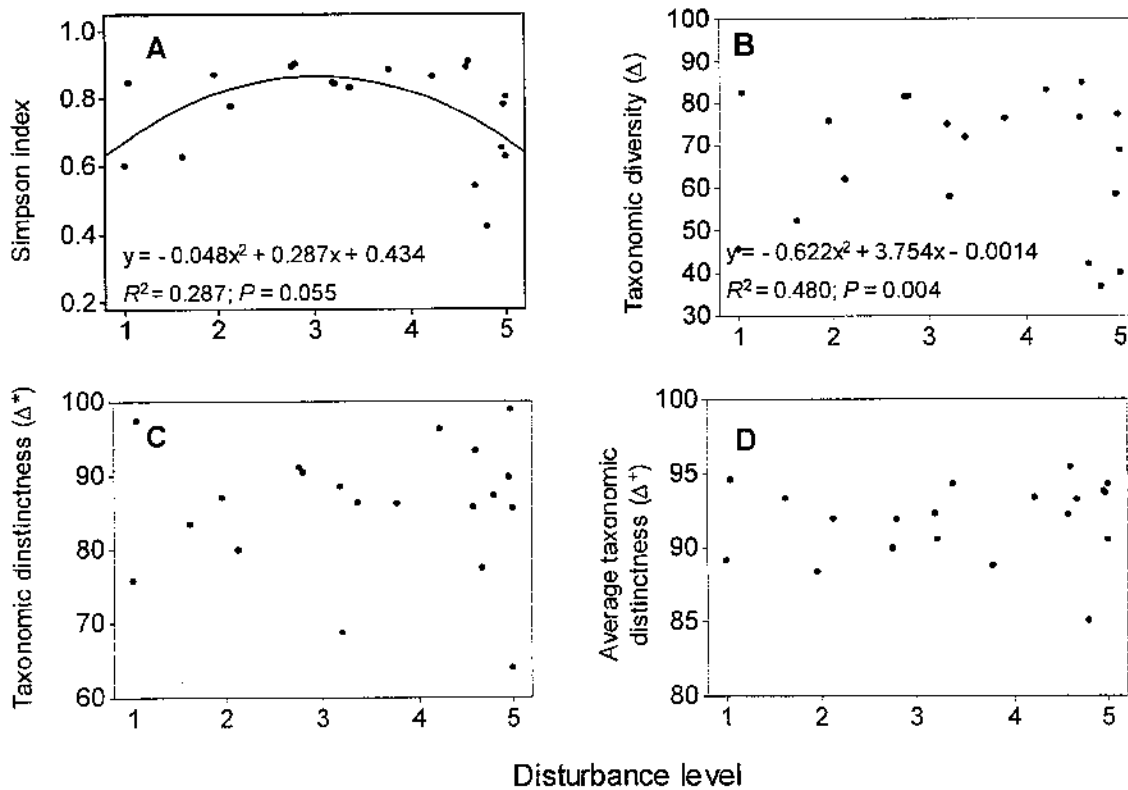 A
Simpson index
1.0
0.8
0.6
0.4
0.2
y = - 0.048x² + 0.287x + 0.434
R² = 0.287; P = 0.055
1 2 3 4 5
B
Taxonomic diversity (Δ)
100
90
80
70
60
50
40
30
y = - 0.622x² + 3.754x - 0.0014
R² = 0.480; P = 0.004
1 2 3 4 5
C
Taxonomic dinstinctness (Δ*)
100
90
80
70
60
1 2 3 4 5
D
Average taxonomic
distinctness (Δ⁺)
100
95
90
85
80
1 2 3 4 5
Disturbance level